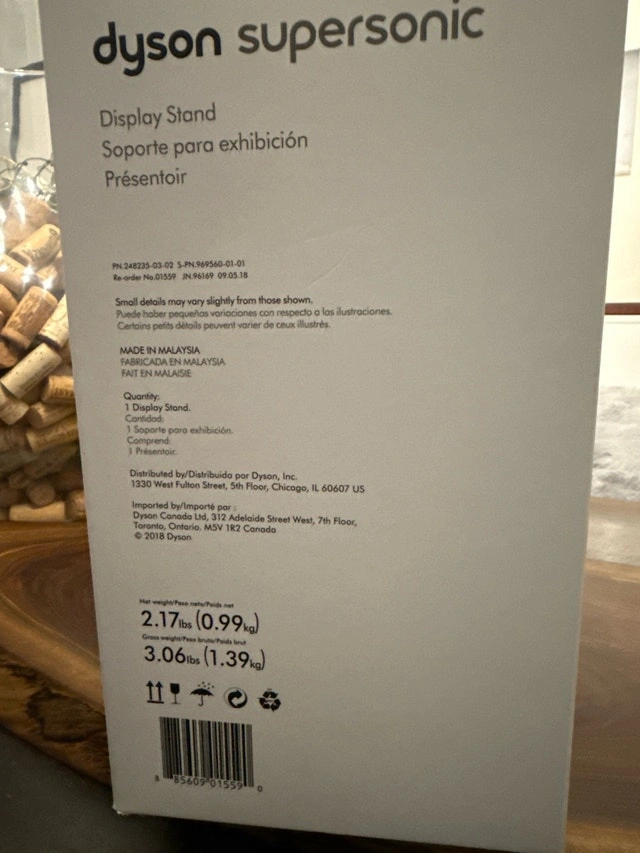 dyson supersonic
Display Stand
Soporte para exhibición
Présentoir
PN.248235-03-02 S-PN.969560-01-01
Re-order No.01559 JN.96169 09.05.18
Small details may vary slightly from those shown.
Puede haber pequeñas variaciones con respecto a las ilustraciones.
Certains petits détails peuvent varier de ceux illustrés.
MADE IN MALAYSIA
FABRICADA EN MALAYSIA
FAIT EN MALAISIE
Quantity:
1 Display Stand.
Cantidad:
1 Soporte para exhibición.
Comprend:
1 Présentoir.
Distributed by/Distribuido por Dyson, Inc.
1330 West Fulton Street, 5th Floor, Chicago, IL 60607 US
Imported by/Importé par :
Dyson Canada Ltd, 312 Adelaide Street West, 7th Floor,
Toronto, Ontario. M5V 1R2 Canada
© 2018 Dyson
Net weight/Peso neto/Poids net
2.17lbs (0.99kg)
Gross weight/Peso bruto/Poids brut
3.06lbs (1.39kg)
8 85609 01559 0